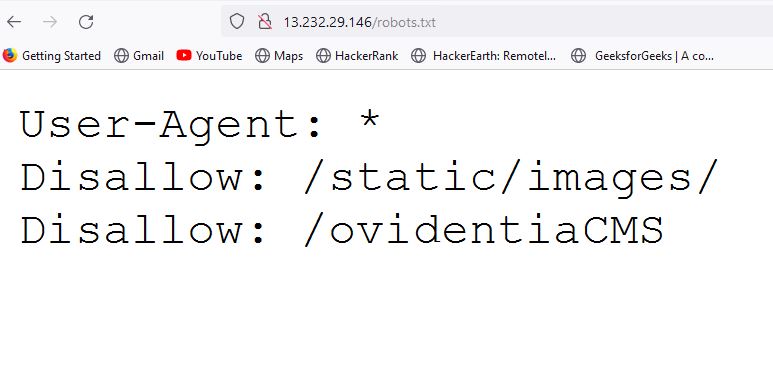 13.232.29.146/robots.txt
Getting Started Gmail YouTube Maps HackerRank HackerEarth: Remotel... GeeksforGeeks | A co...
User-Agent: *
Disallow: /static/images/
Disallow: /ovidentiaCMS